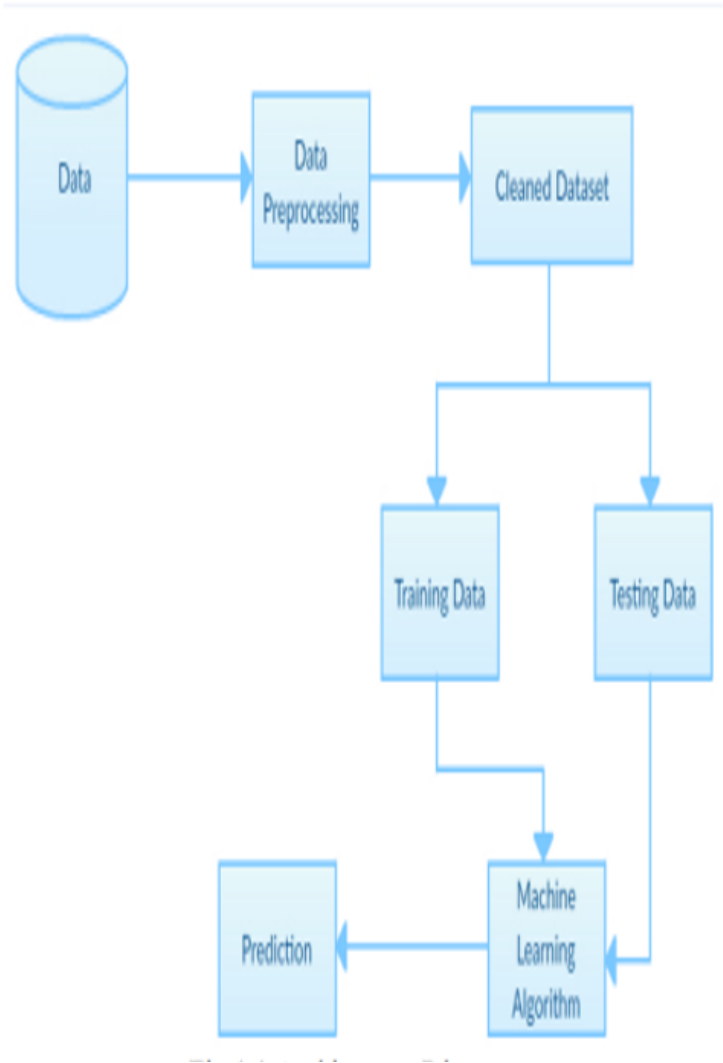 Data
Data
Preprocessing
Cleaned Dataset
Training Data
Testing Data
Machine
Learning
Algorithm
Prediction